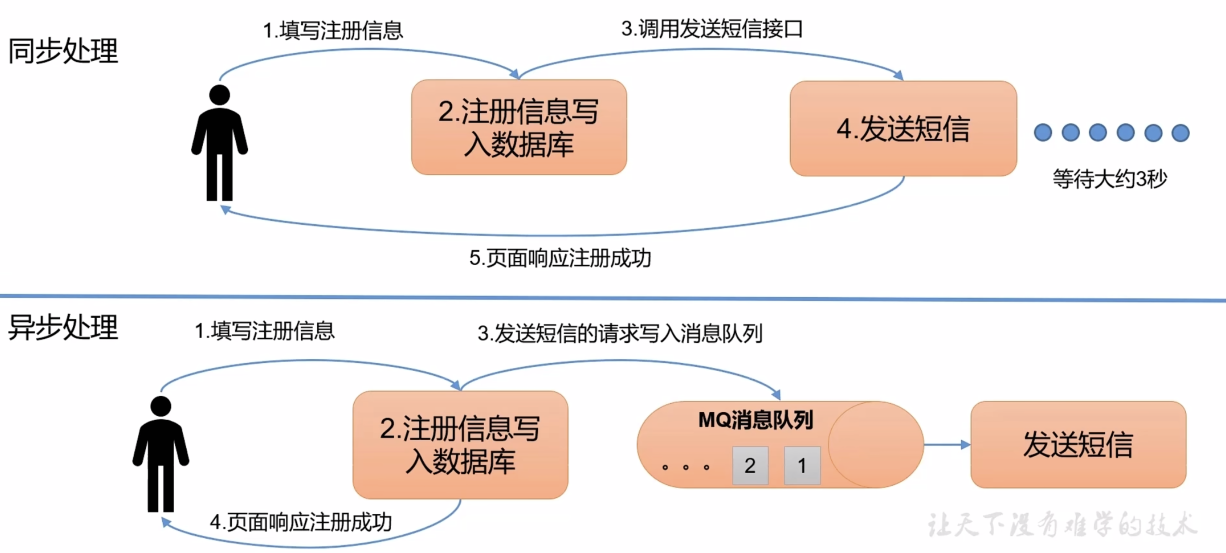 同步处理
1.填写注册信息
3.调用发送短信接口
2.注册信息写
入数据库
4.发送短信
等待大约3秒
5.页面响应注册成功
异步处理
1.填写注册信息
3.发送短信的请求写入消息队列
2.注册信息写
入数据库
MQ消息队列
。。。 2 1
发送短信
4.页面响应注册成功
让天下没有难学的技术